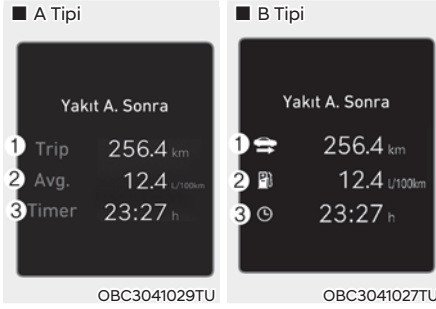 ■ A Tipi
Yakıt A. Sonra
① Trip 256.4 km
② Avg. 12.4 L/100km
③ Timer 23:27 h
OBC3041029TU
■ B Tipi
Yakıt A. Sonra
① 256.4 km
② 12.4 L/100km
③ 23:27 h
OBC3041027TU